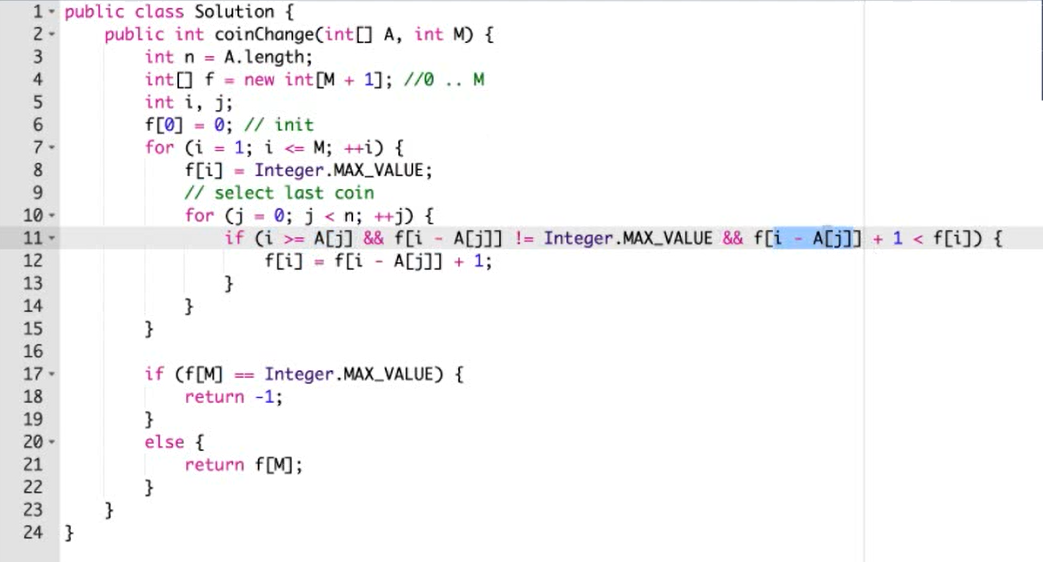 1 public class Solution {
2 public int coinChange(int[] A, int M) {
3 int n = A.length;
4 int[] f = new int[M + 1]; //0 .. M
5 int i, j;
6 f[0] = 0; // init
7 for (i = 1; i <= M; ++i) {
8 f[i] = Integer.MAX_VALUE;
9 // select last coin
10 for (j = 0; j < n; ++j) {
11 if (i >= A[j] && f[i - A[j]] != Integer.MAX_VALUE && f[i - A[j]] + 1 < f[i]) {
12 f[i] = f[i - A[j]] + 1;
13 }
14 }
15 }
16
17 if (f[M] == Integer.MAX_VALUE) {
18 return -1;
19 }
20 else {
21 return f[M];
22 }
23 }
24 }